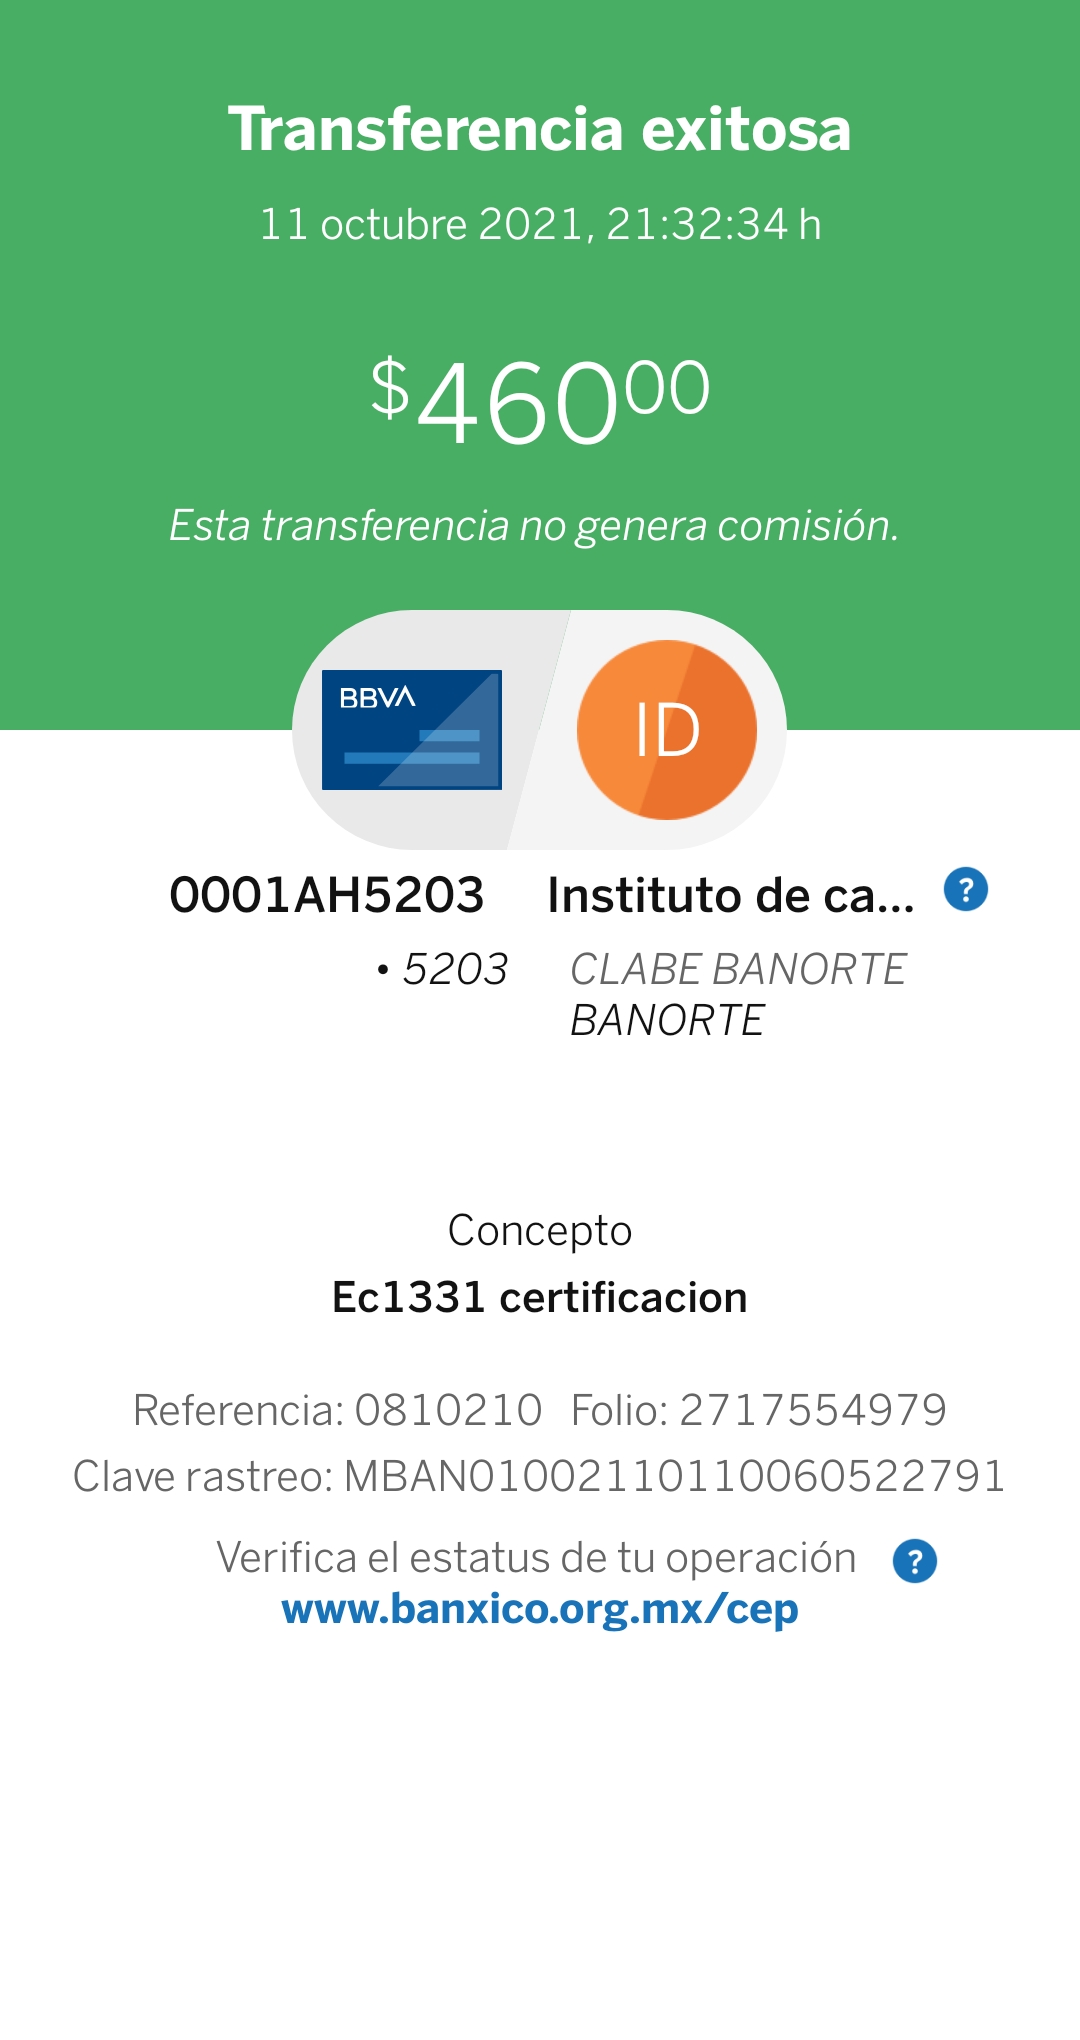 Transferencia exitosa
11 octubre 2021, 21:32:34 h
$460⁰⁰
Esta transferencia no genera comisión.
BBVA
ID
0001AH5203
• 5203
Instituto de ca... ?
CLABE BANORTE
BANORTE
Concepto
Ec1331 certificacion
Referencia: 0810210 Folio: 2717554979
Clave rastreo: MBAN01002110110060522791
Verifica el estatus de tu operación ?
www.banxico.org.mx/cep